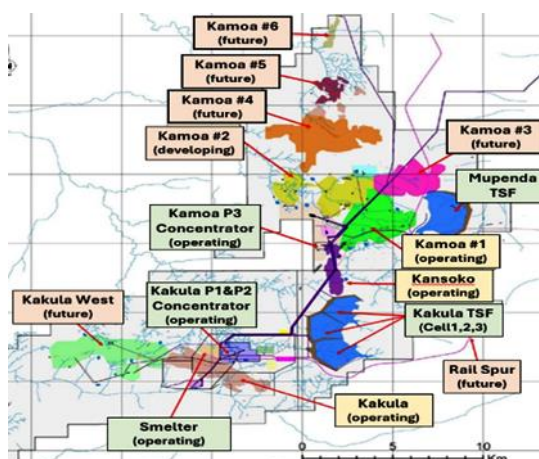 Kamoa #6
(future)
Kamoa #5
(future)
Kamoa #4
(future)
Kamoa #2
(developing)
Kamoa #3
(future)
Mupenda
TSF
Kamoa P3
Concentrator
(operating)
Kamoa #1
(operating)
Kansoko
(operating)
Kakula P1&P2
Concentrator
(operating)
Kakula West
(future)
Kakula TSF
(Cell1,2,3)
Rail Spur
(future)
Kakula
(operating)
Smelter
(operating)
0 5 10
Km